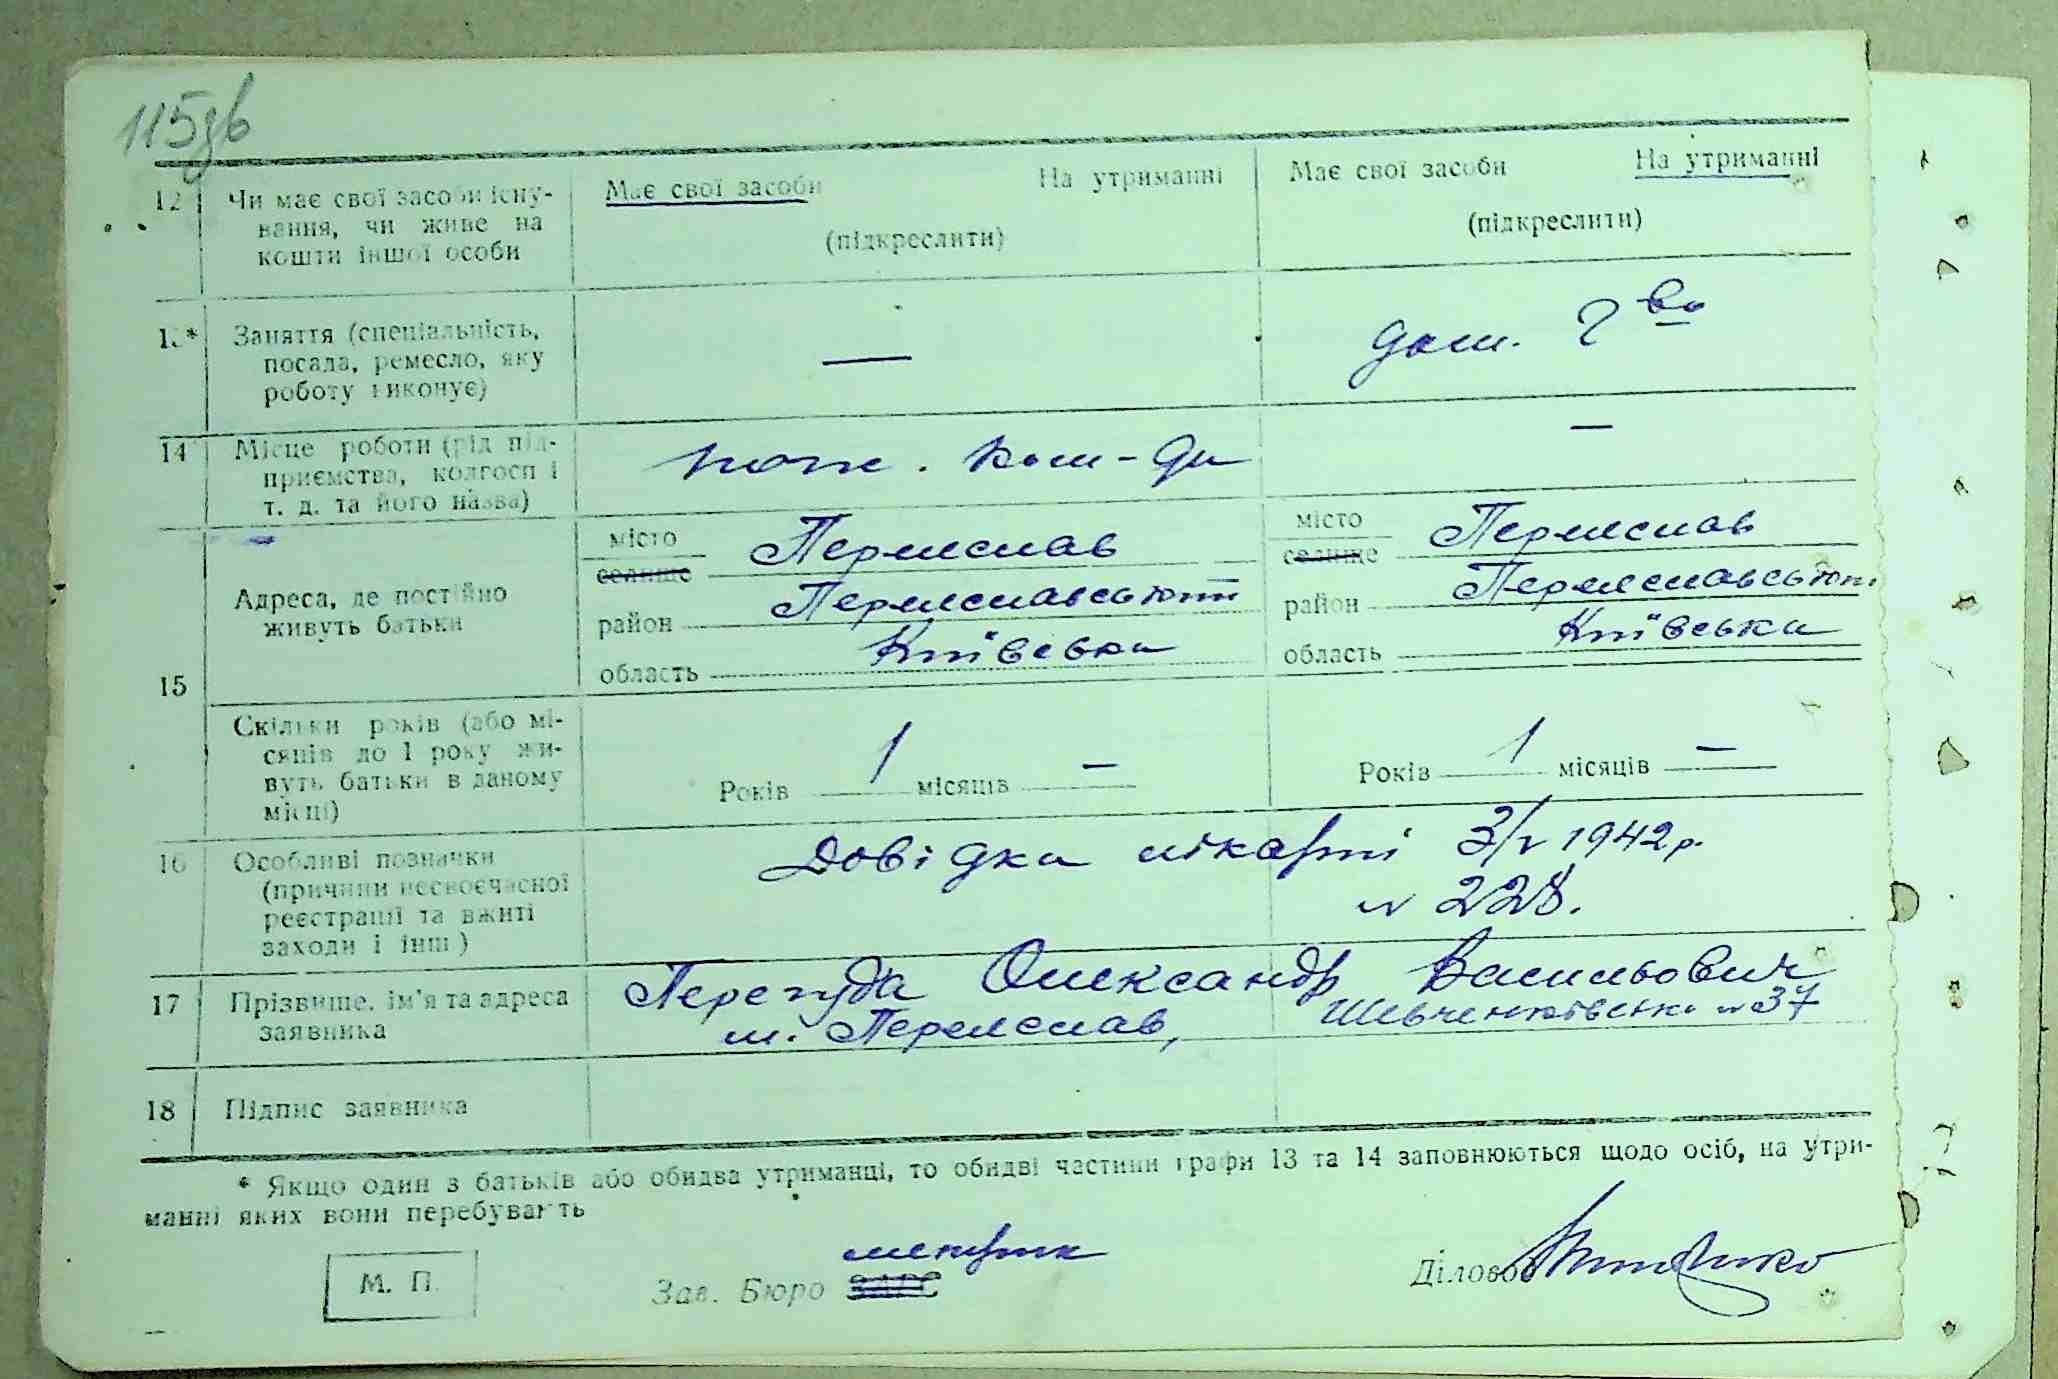 115зв
12 Чи має свої засоби існу- Має свої засоби На утриманні Має свої засоби На утриманні
вання, чи живе на (підкреслити) (підкреслити)
кошти іншої особи
13* Заняття (спеціальність,
посада, ремесло, яку — дом. г-во
роботу виконує)
14 Місце роботи (рід під- пож. ком-да —
приємства, колгосп і
т. д. та його назва)
місто Переяслав місто Переяслав
селище селище
Адреса, де постійно район Переяславський район Переяславський
живуть батьки
область Київська область Київська
15
Скільки років (або мі-
сяців до 1 року жи-
вуть батьки в даному Років 1 місяців — Років 1 місяців —
місці)
16 Особливі позначки Довідка лікарні 3/V 1942 р.
(причини несвоєчасної № 228.
реєстрації та вжиті
заходи і інш)
17 Прізвище, ім'я та адреса Перегуда Олександр Васильович
заявника м. Переяслав, Шевченківська № 37
18 Підпис заявника
* Якщо один з батьків або обидва утриманці, то обидві частини графи 13 та 14 заповнюються щодо осіб, на утри-
манні яких вони перебувають
метрик
М. П. Зав. Бюро ЗАГС Діловод